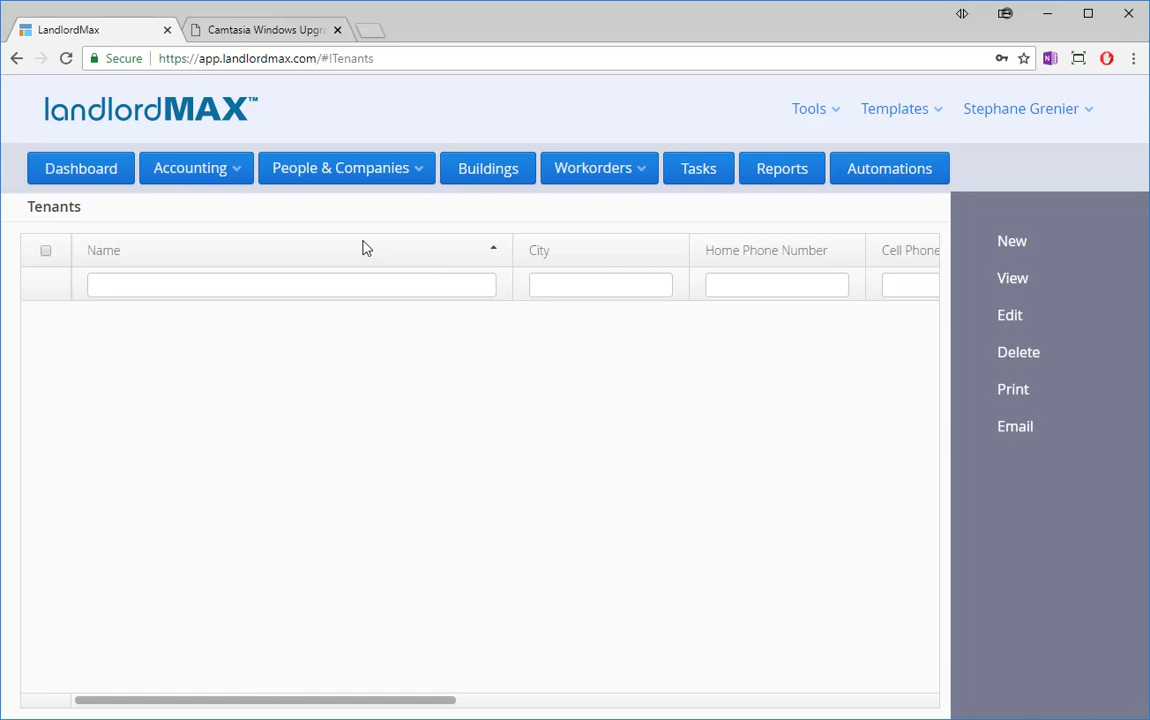 LandlordMax
Camtasia Windows Upgr
Secure https://app.landlordmax.com/#!Tenants
landlordMAX™
Tools Templates Stephane Grenier
Dashboard Accounting People & Companies Buildings Workorders Tasks Reports Automations
Tenants
Name City Home Phone Number Cell Phone
New
View
Edit
Delete
Print
Email